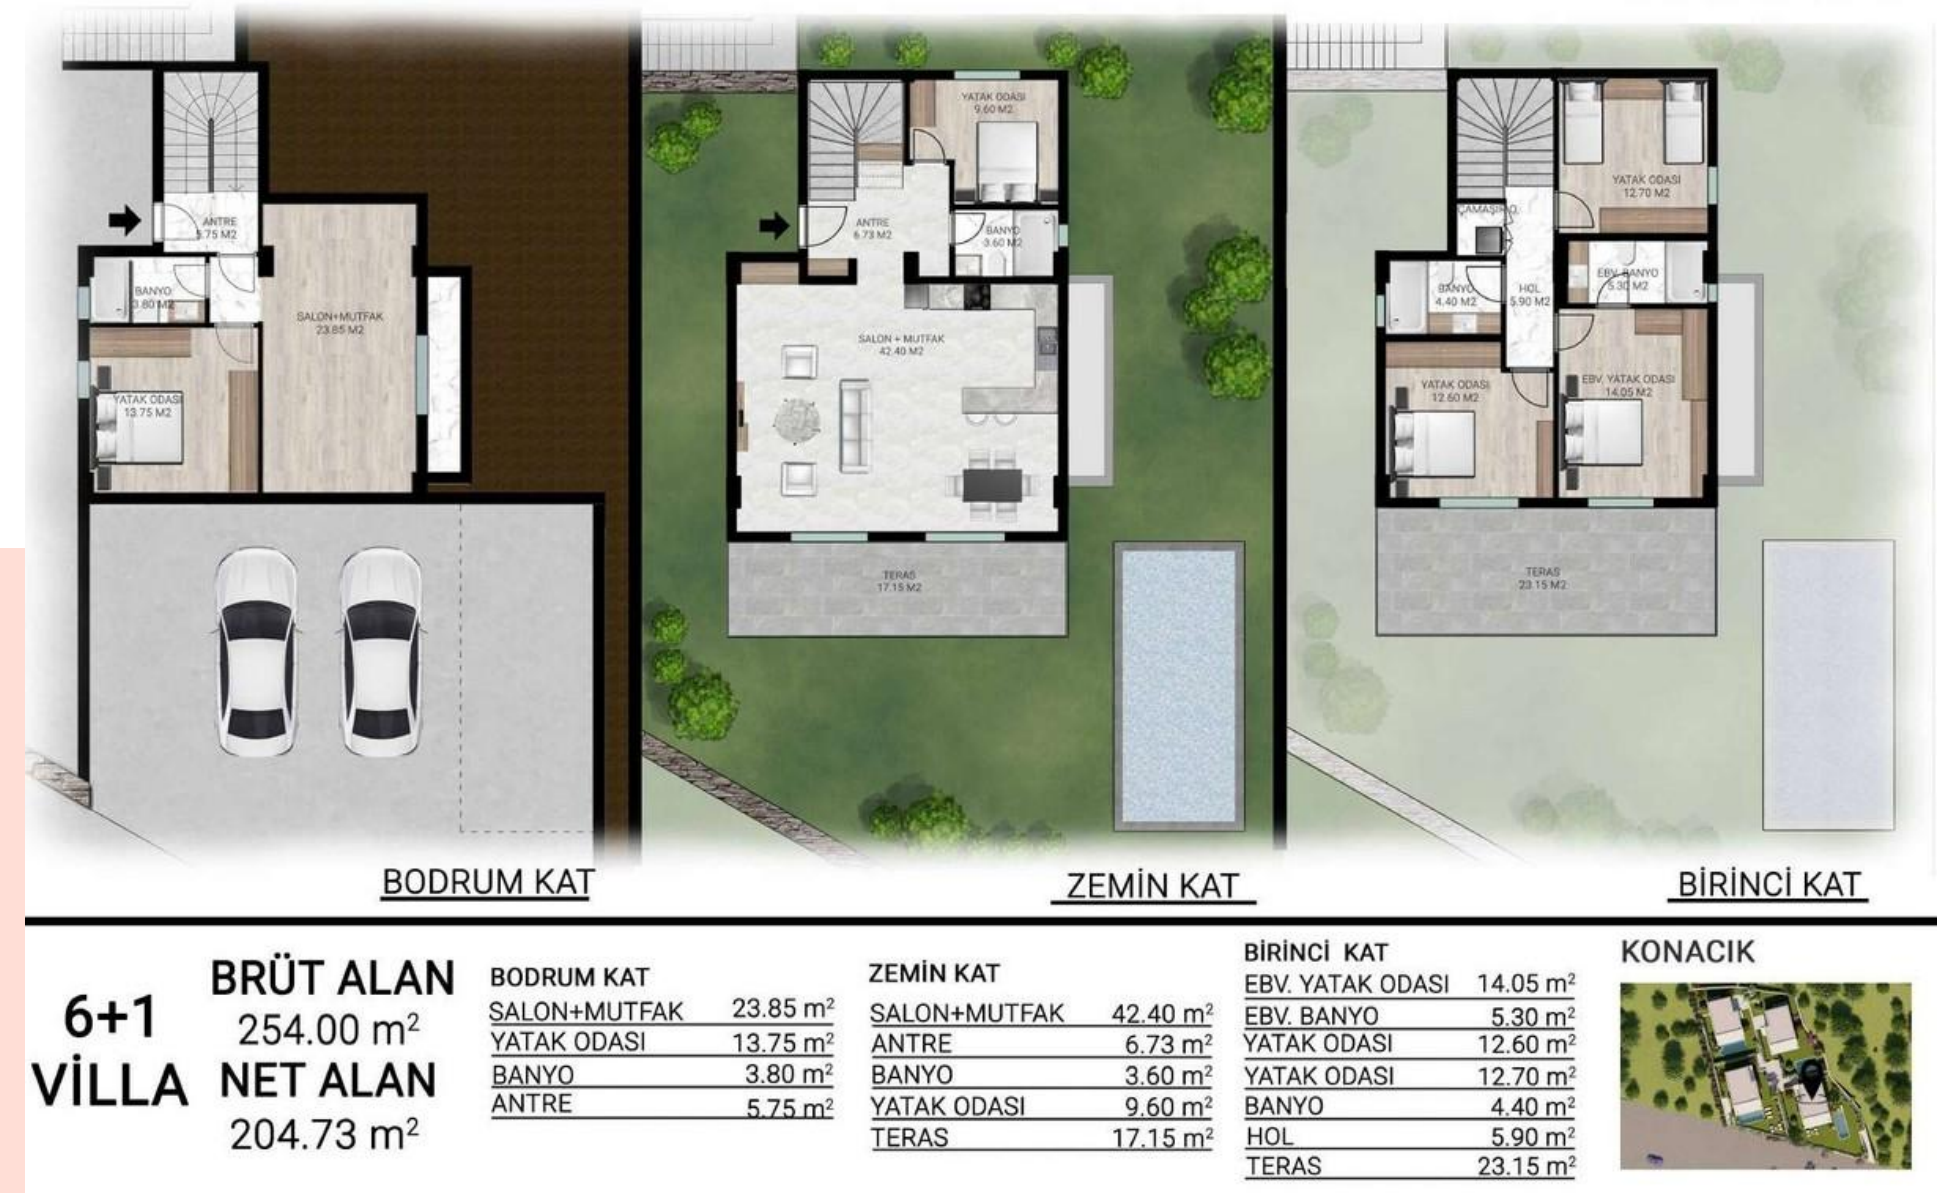 ANTRE
5.75 M2
BANYO
3.80 M2
SALON+MUTFAK
23.85 M2
YATAK ODASI
13.75 M2
YATAK ODASI
9.60 M2
ANTRE
6.73 M2
BANYO
3.60 M2
SALON + MUTFAK
42.40 M2
TERAS
17.15 M2
YATAK ODASI
12.70 M2
ÇAMAŞIR O.
EBV. BANYO
5.30 M2
BANYO
4.40 M2
HOL
5.90 M2
YATAK ODASI
12.60 M2
EBV. YATAK ODASI
14.05 M2
TERAS
23.15 M2
BODRUM KAT
ZEMİN KAT
BİRİNCİ KAT
6+1
VİLLA
BRÜT ALAN
254.00 m²
NET ALAN
204.73 m²
BODRUM KAT
SALON+MUTFAK 23.85 m²
YATAK ODASI 13.75 m²
BANYO 3.80 m²
ANTRE 5.75 m²
ZEMİN KAT
SALON+MUTFAK 42.40 m²
ANTRE 6.73 m²
BANYO 3.60 m²
YATAK ODASI 9.60 m²
TERAS 17.15 m²
BİRİNCİ KAT
EBV. YATAK ODASI 14.05 m²
EBV. BANYO 5.30 m²
YATAK ODASI 12.60 m²
YATAK ODASI 12.70 m²
BANYO 4.40 m²
HOL 5.90 m²
TERAS 23.15 m²
KONACIK